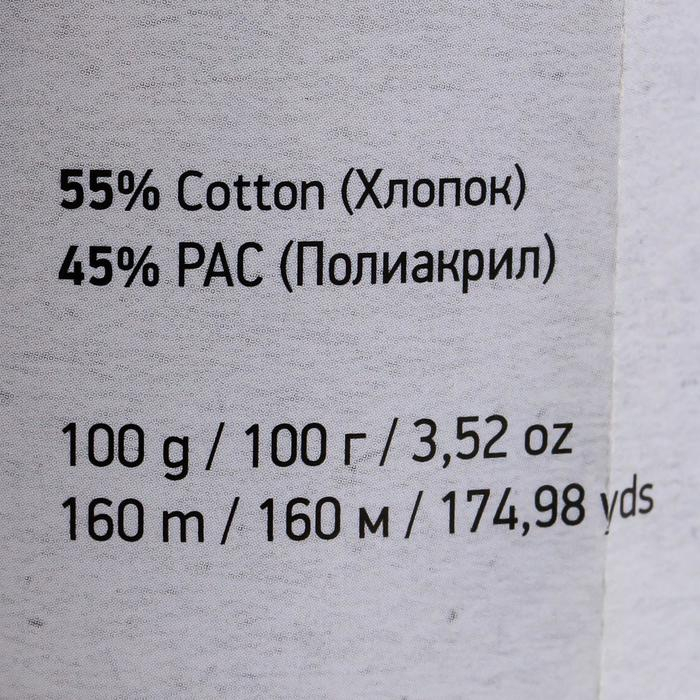 55% Cotton (Хлопок)
45% PAC (Полиакрил)
100 g / 100 г / 3,52 oz
160 m / 160 м / 174,98 yds